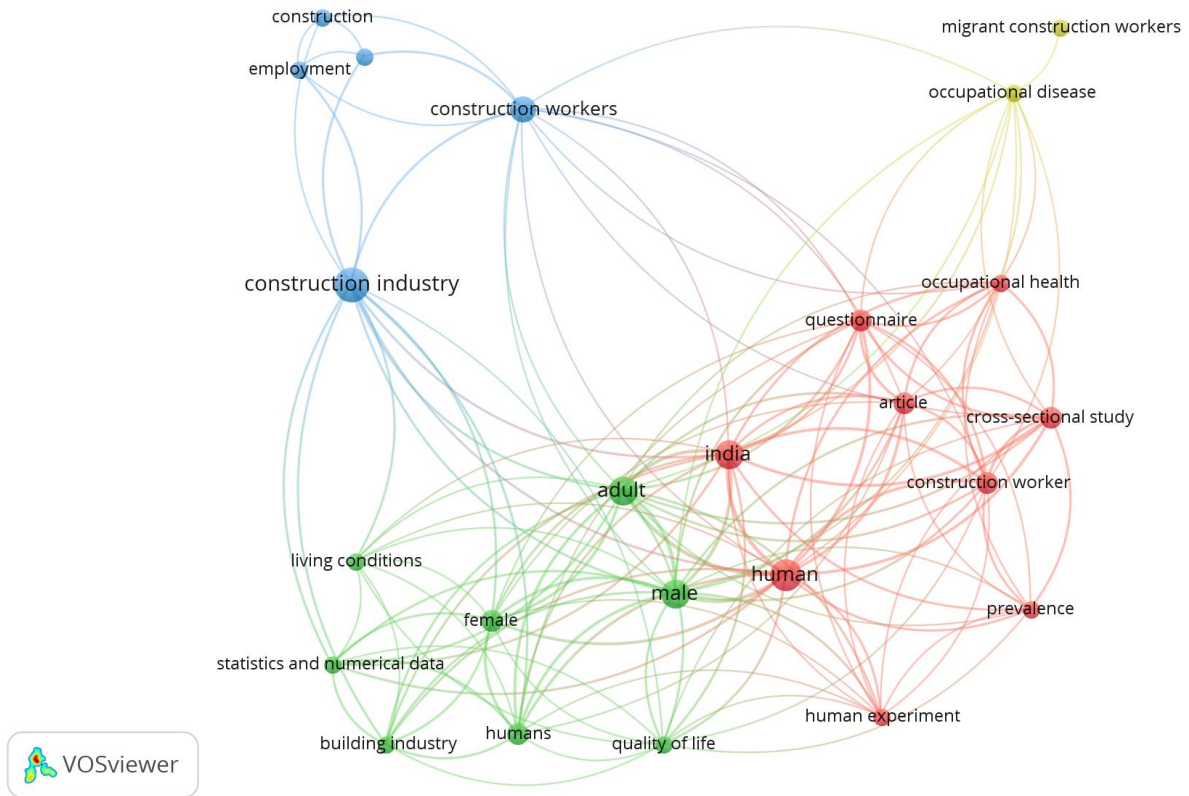 construction
migrant construction workers
employment
occupational disease
construction workers
construction industry
occupational health
questionnaire
article
cross-sectional study
india
construction worker
adult
living conditions
human
male
prevalence
female
statistics and numerical data
human experiment
humans
building industry
quality of life
VOSviewer